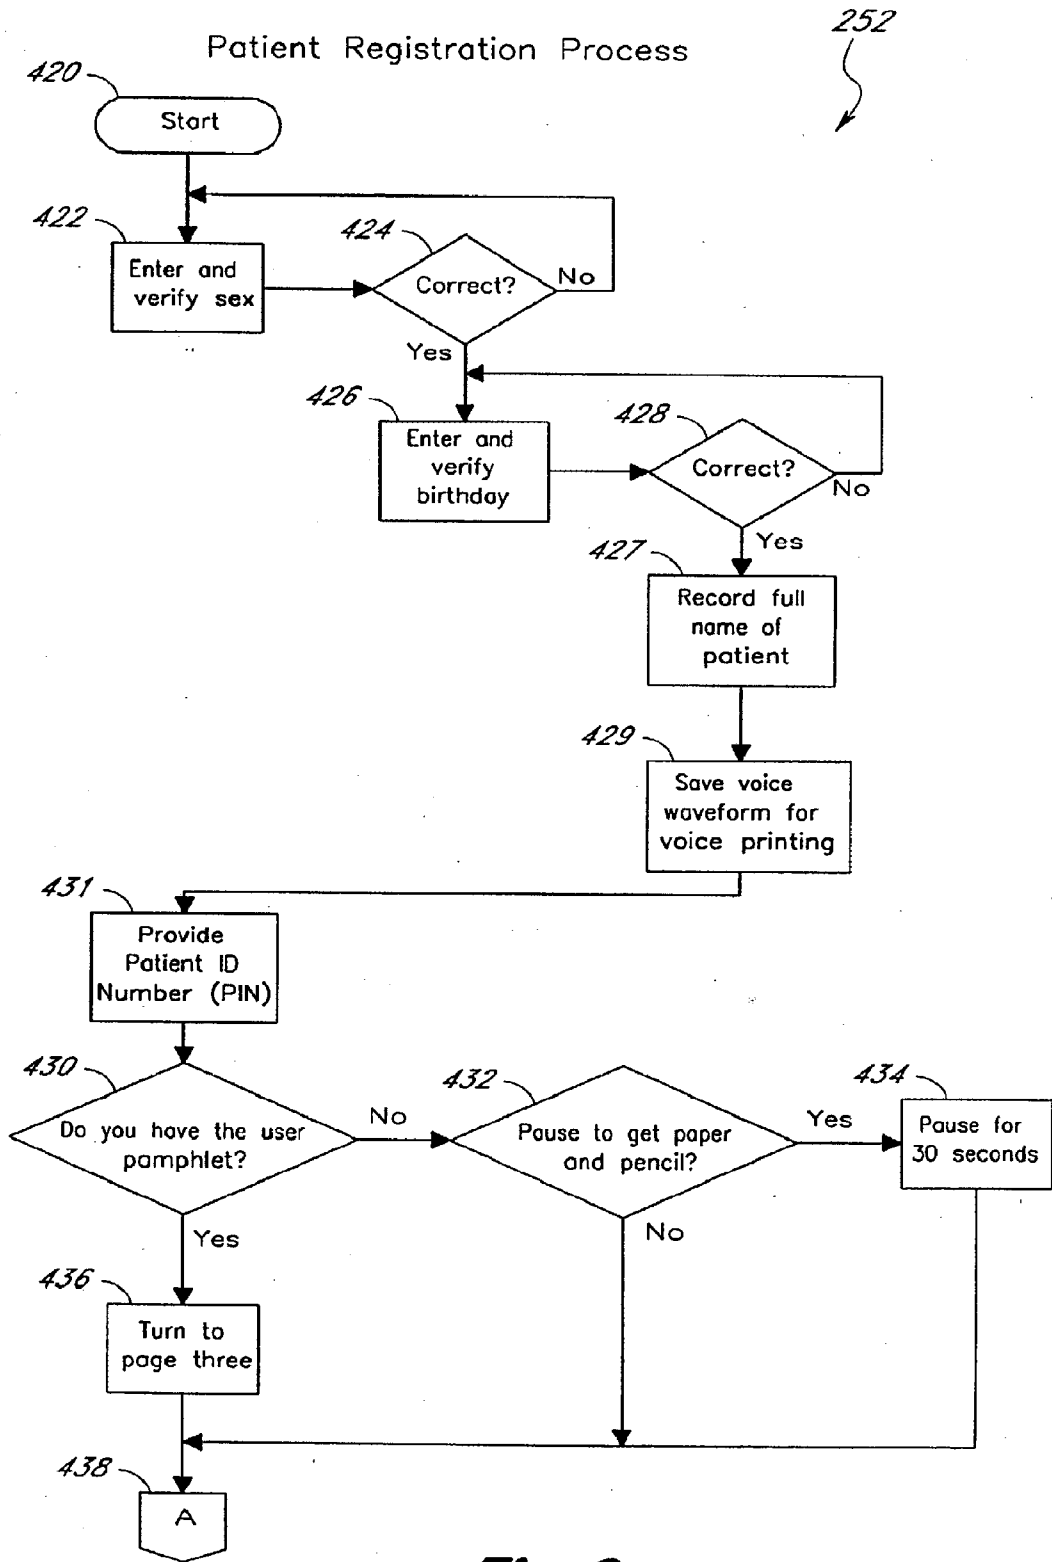 252
Patient Registration Process
420
Start
422
Enter and
verify sex
424
Correct?
No
Yes
426
Enter and
verify
birthday
428
Correct?
No
Yes
427
Record full
name of
patient
429
Save voice
waveform for
voice printing
431
Provide
Patient ID
Number (PIN)
430
Do you have the user
pamphlet?
No
432
Pause to get paper
and pencil?
Yes
434
Pause for
30 seconds
Yes
No
436
Turn to
page three
438
A